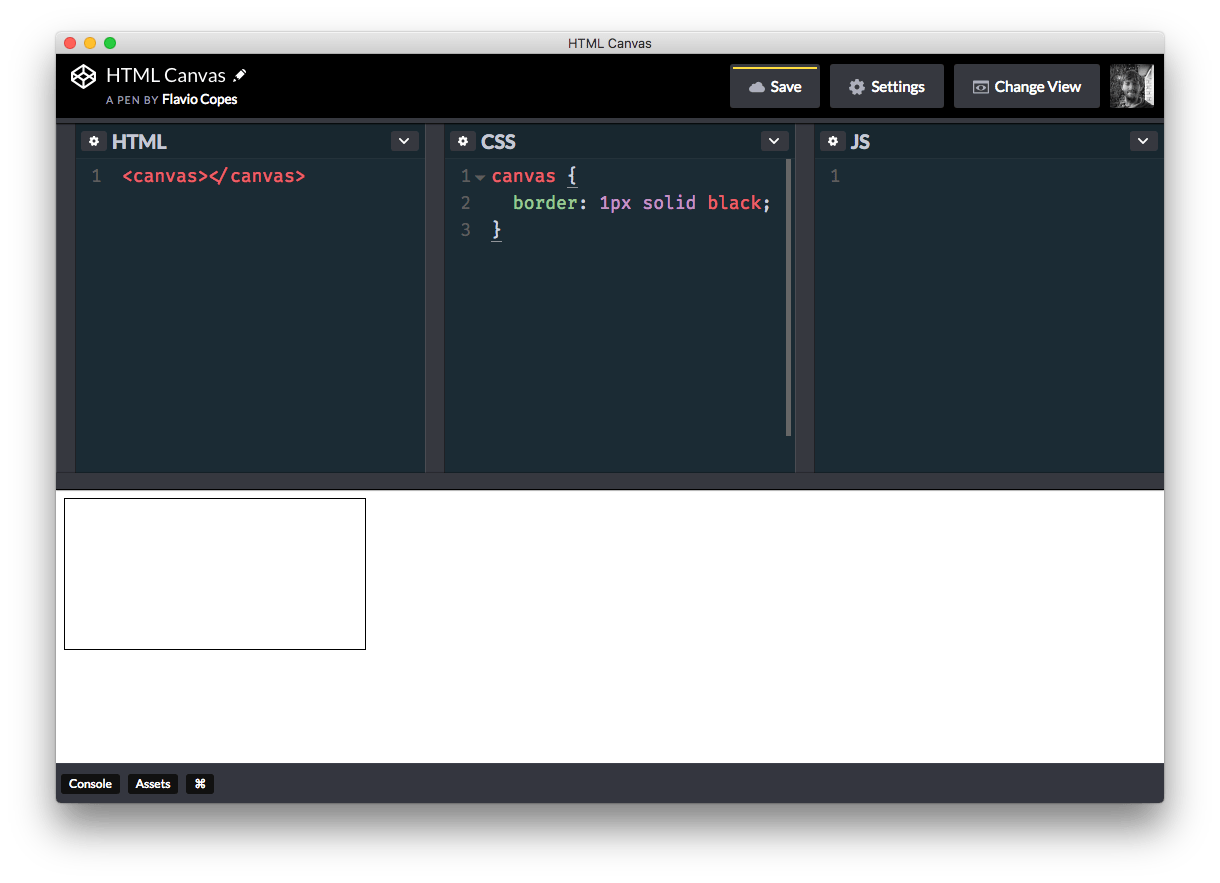 HTML Canvas
HTML Canvas
A PEN BY Flavio Copes
Save
Settings
Change View
HTML
1 <canvas></canvas>
CSS
1 canvas {
2 border: 1px solid black;
3 }
JS
1
Console
Assets
⌘